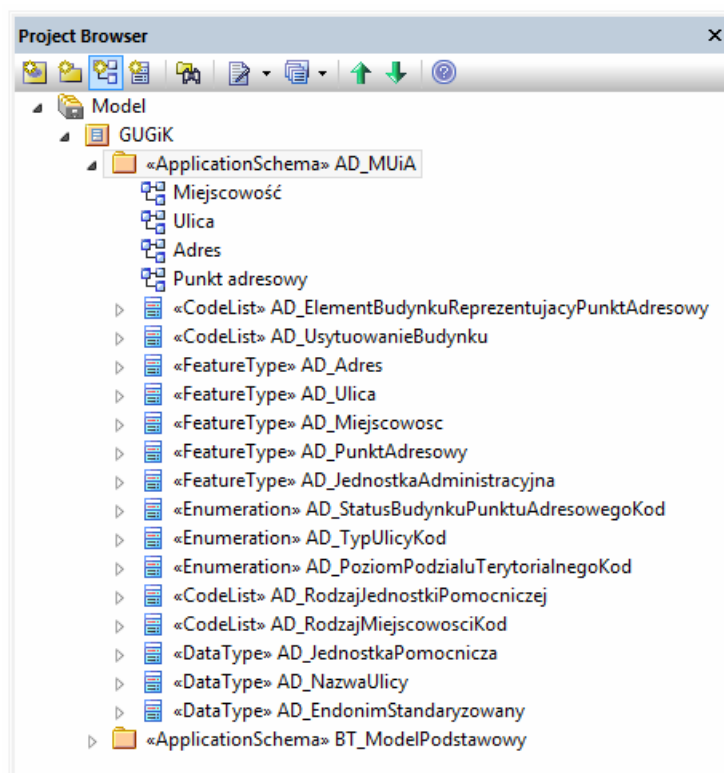 Project Browser
Model
GUGiK
«ApplicationSchema» AD_MUiA
Miejscowość
Ulica
Adres
Punkt adresowy
«CodeList» AD_ElementBudynkuReprezentujacyPunktAdresowy
«CodeList» AD_UsytuowanieBudynku
«FeatureType» AD_Adres
«FeatureType» AD_Ulica
«FeatureType» AD_Miejscowosc
«FeatureType» AD_PunktAdresowy
«FeatureType» AD_JednostkaAdministracyjna
«Enumeration» AD_StatusBudynkuPunktuAdresowegoKod
«Enumeration» AD_TypUlicyKod
«Enumeration» AD_PoziomPodzialuTerytorialnegoKod
«CodeList» AD_RodzajJednostkiPomocniczej
«CodeList» AD_RodzajMiejscowosciKod
«DataType» AD_JednostkaPomocnicza
«DataType» AD_NazwaUlicy
«DataType» AD_EndonimStandaryzowany
«ApplicationSchema» BT_ModelPodstawowy